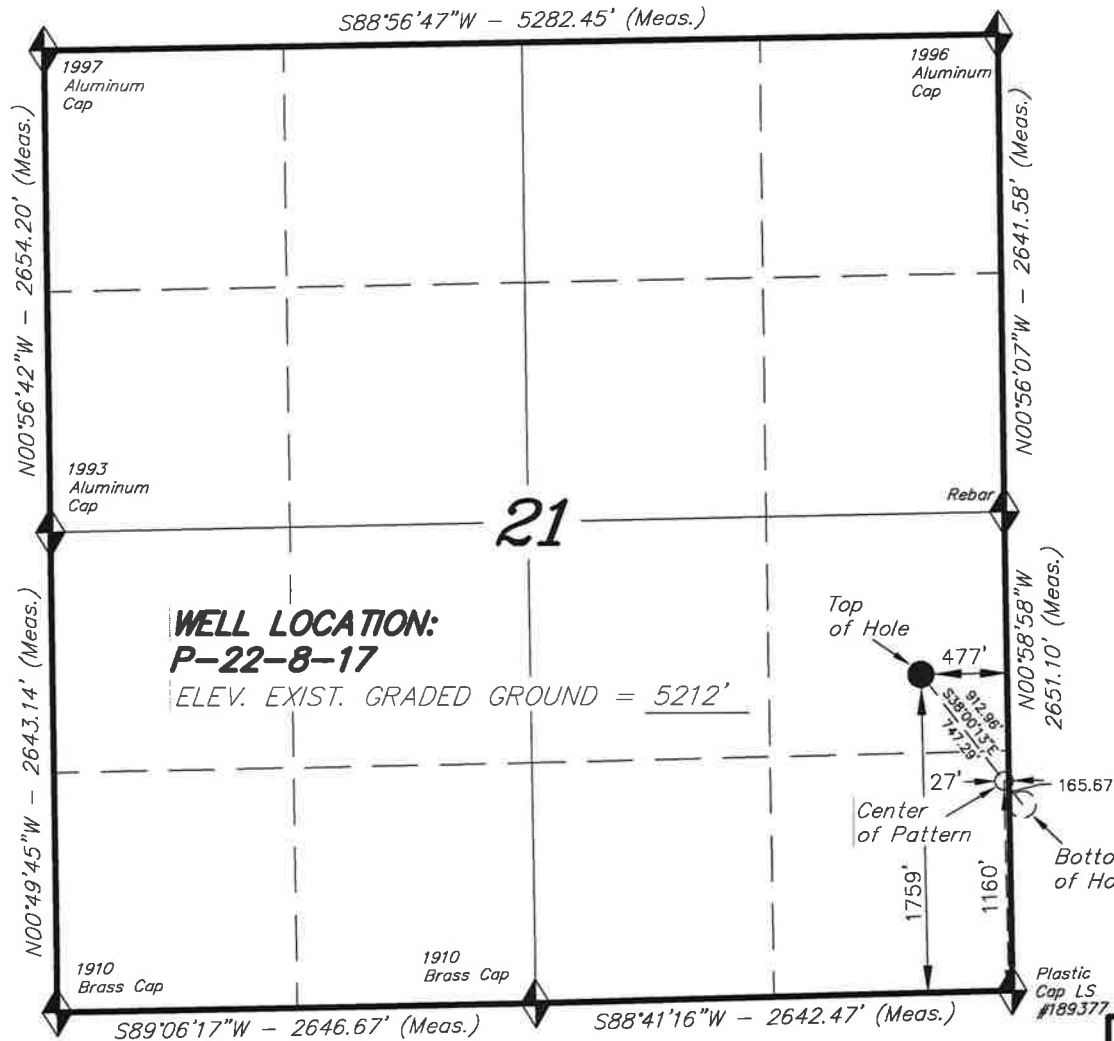 S88°56'47"W – 5282.45' (Meas.)
1997
Aluminum
Cap
1996
Aluminum
Cap
N00°56'42"W – 2654.20' (Meas.)
N00°56'07"W – 2641.58' (Meas.)
1993
Aluminum
Cap
Rebar
21
N00°49'45"W – 2643.14' (Meas.)
N00°58'58"W
2651.10' (Meas.)
WELL LOCATION:
P-22-8-17
ELEV. EXIST. GRADED GROUND = 5212'
Top
of Hole
477'
912.96'
S38°00'13"E
747.29'
27'
165.67
Center
of Pattern
Botto
of Ho
1759'
1160'
1910
Brass Cap
1910
Brass Cap
Plastic
Cap LS
#189377
S89°06'17"W – 2646.67' (Meas.)
S88°41'16"W – 2642.47' (Meas.)